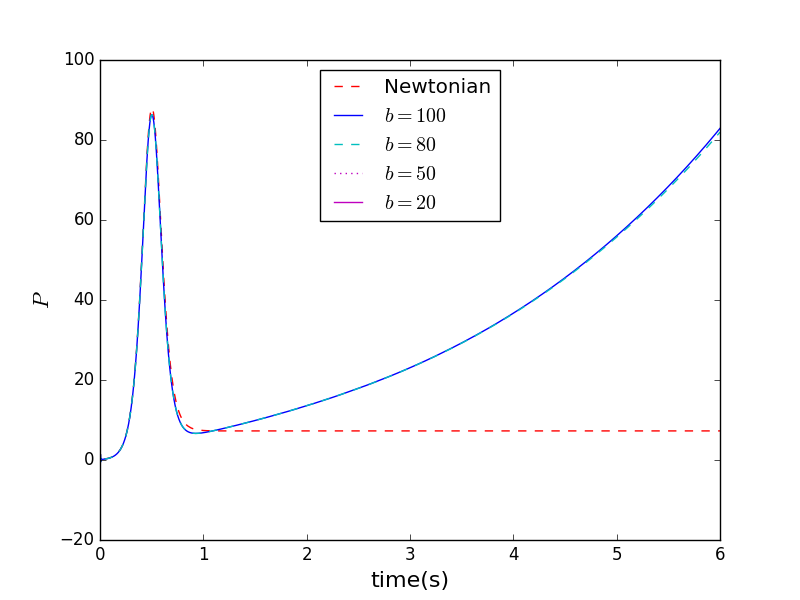 100
80
60
40
20
0
−20
P
Newtonian
b = 100
b = 80
b = 50
b = 20
0 1 2 3 4 5 6
time(s)